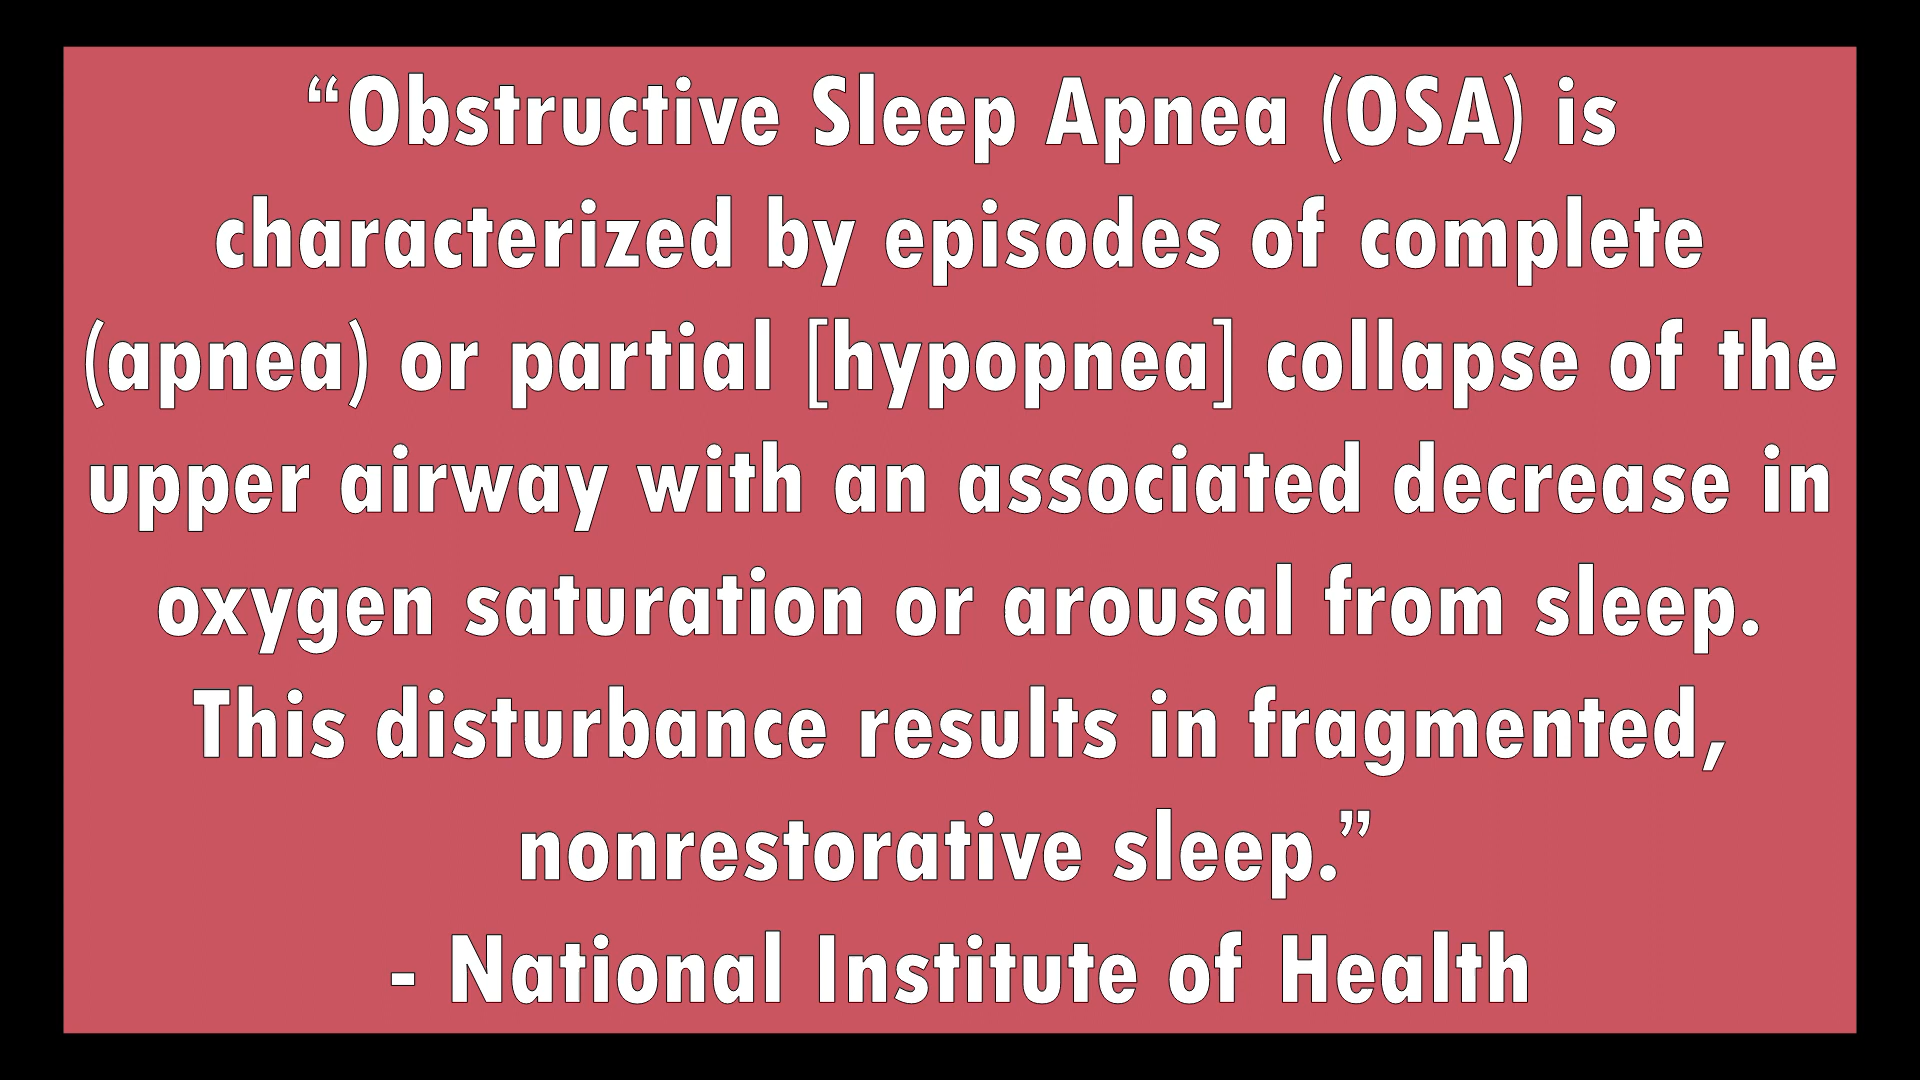 “Obstructive Sleep Apnea (OSA) is
characterized by episodes of complete
(apnea) or partial [hypopnea] collapse of the
upper airway with an associated decrease in
oxygen saturation or arousal from sleep.
This disturbance results in fragmented,
nonrestorative sleep.”
- National Institute of Health